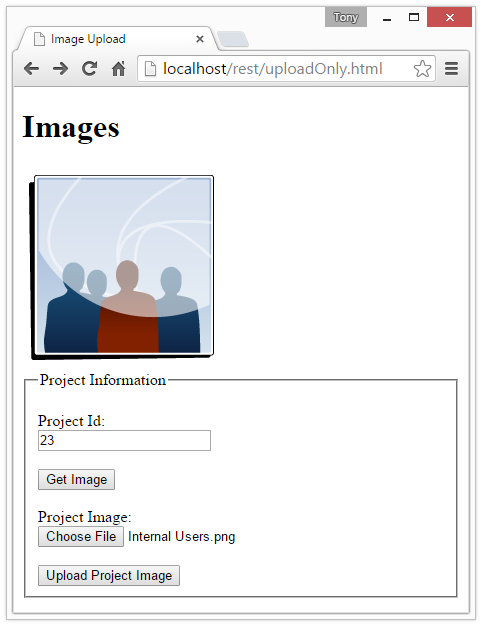 Tony
Image Upload
localhost/rest/uploadOnly.html
Images
Project Information
Project Id:
23
Get Image
Project Image:
Choose File Internal Users.png
Upload Project Image